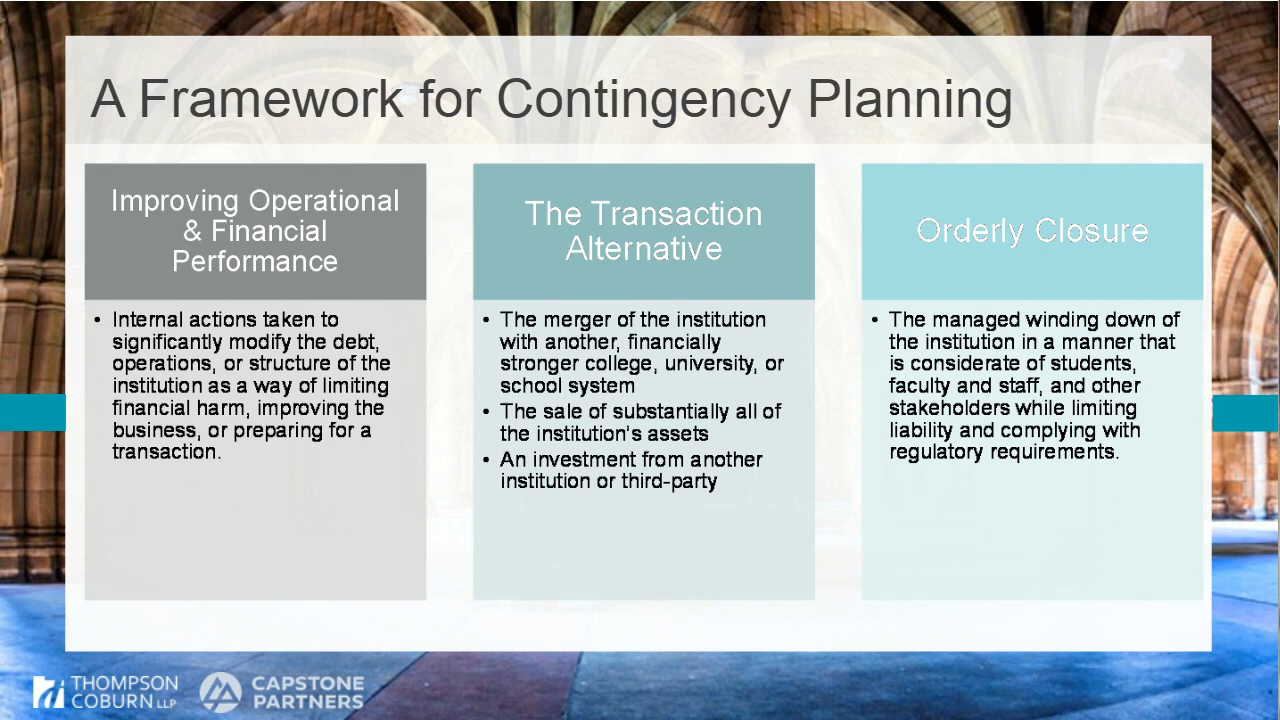 A Framework for Contingency Planning
Improving Operational
& Financial
Performance
• Internal actions taken to
significantly modify the debt,
operations, or structure of the
institution as a way of limiting
financial harm, improving the
business, or preparing for a
transaction.
The Transaction
Alternative
• The merger of the institution
with another, financially
stronger college, university, or
school system
• The sale of substantially all of
the institution's assets
• An investment from another
institution or third-party
Orderly Closure
• The managed winding down of
the institution in a manner that
is considerate of students,
faculty and staff, and other
stakeholders while limiting
liability and complying with
regulatory requirements.
THOMPSON
COBURN LLP
CAPSTONE
PARTNERS